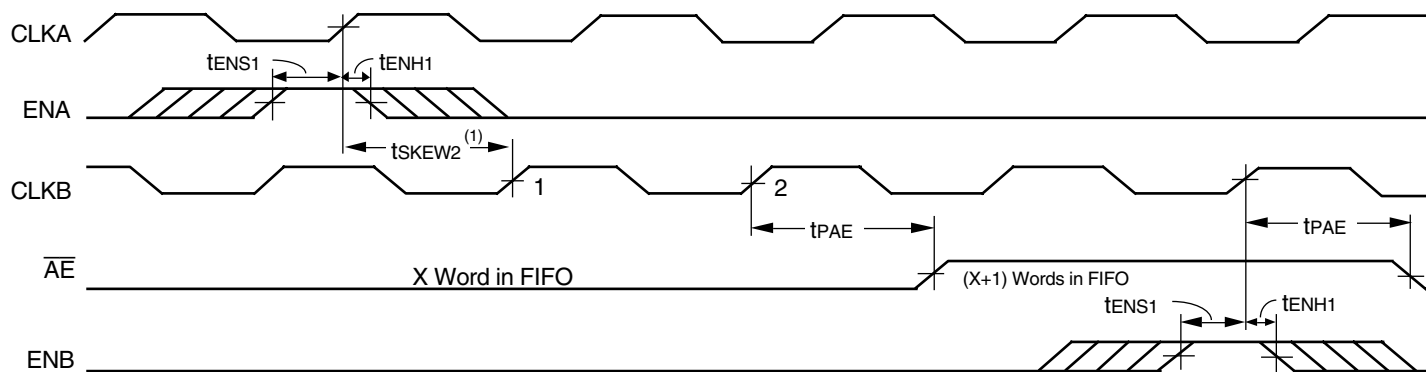 CLKA
tENS1 tENH1
ENA
tSKEW2 (1)
CLKB 1 2
tPAE tPAE
AE X Word in FIFO (X+1) Words in FIFO
tENS1 tENH1
ENB